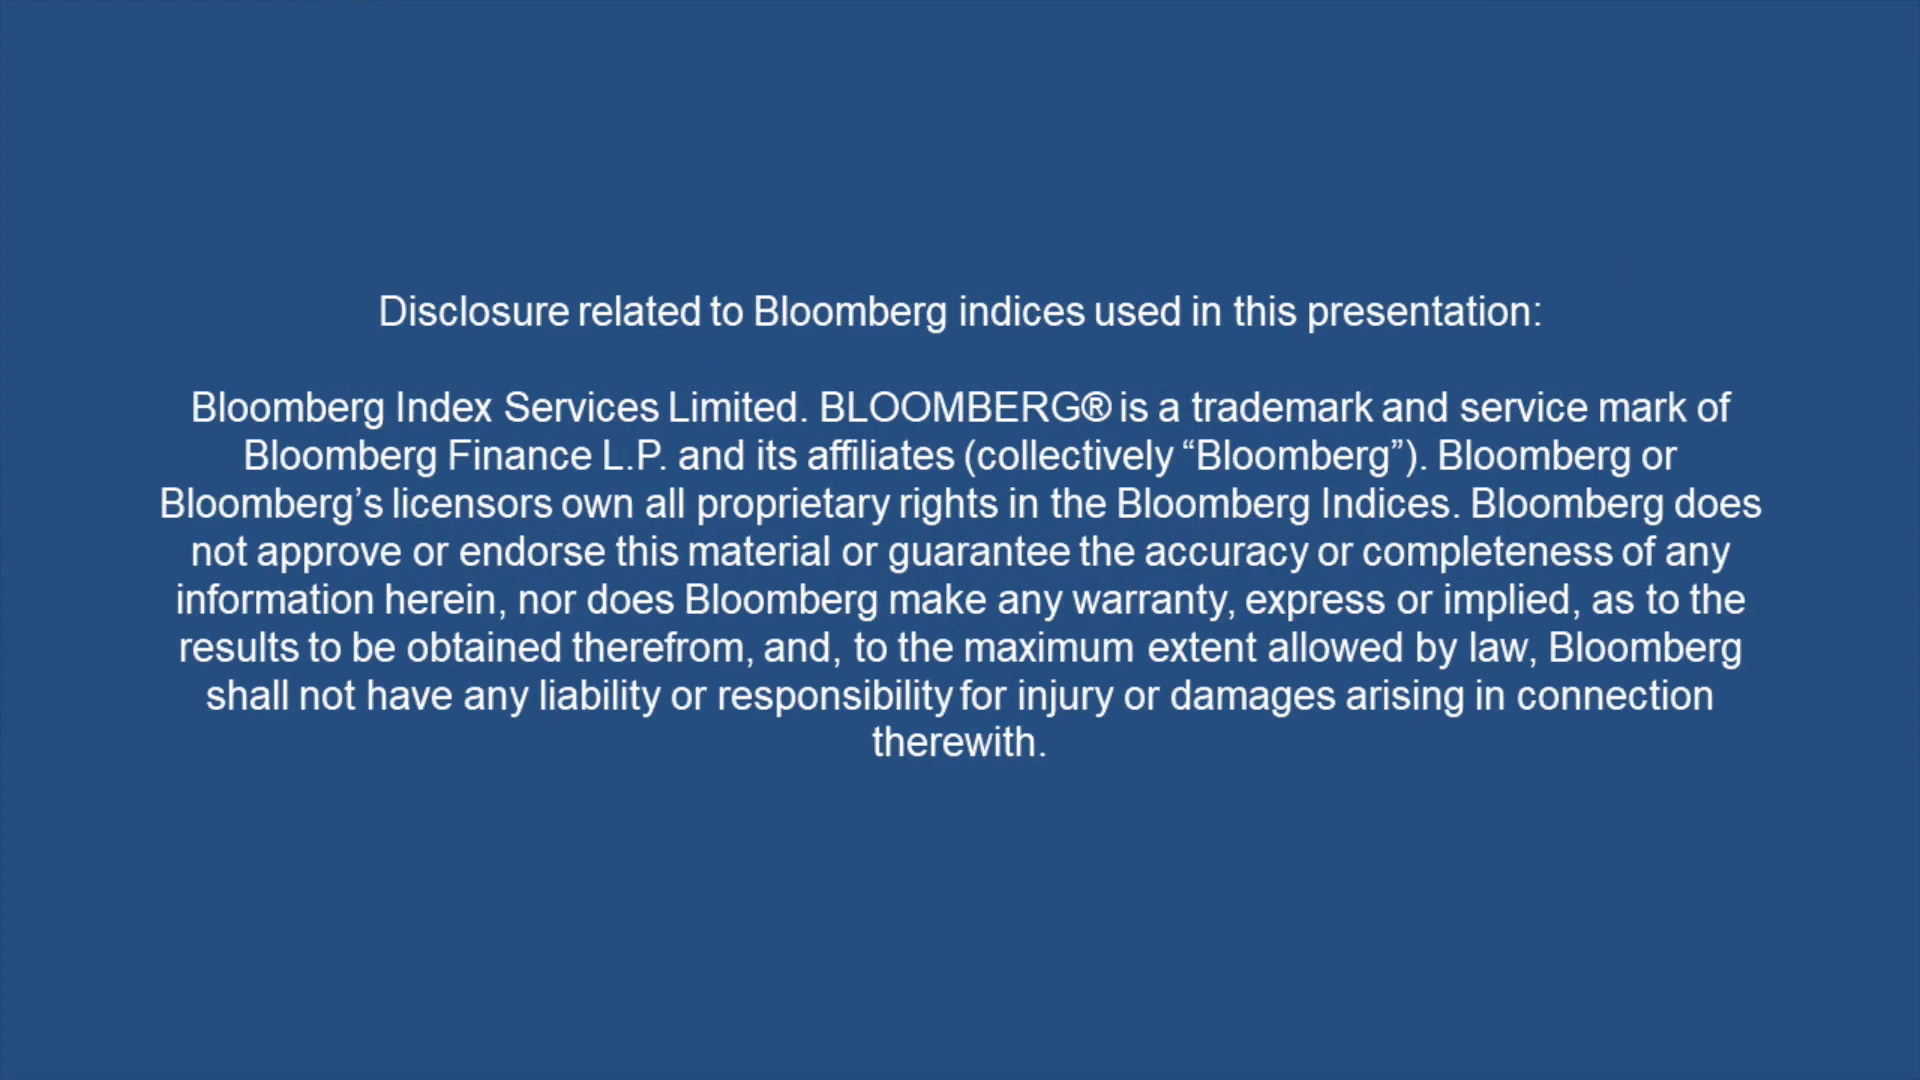 Disclosure related to Bloomberg indices used in this presentation:
Bloomberg Index Services Limited. BLOOMBERG® is a trademark and service mark of
Bloomberg Finance L.P. and its affiliates (collectively “Bloomberg”). Bloomberg or
Bloomberg’s licensors own all proprietary rights in the Bloomberg Indices. Bloomberg does
not approve or endorse this material or guarantee the accuracy or completeness of any
information herein, nor does Bloomberg make any warranty, express or implied, as to the
results to be obtained therefrom, and, to the maximum extent allowed by law, Bloomberg
shall not have any liability or responsibility for injury or damages arising in connection
therewith.